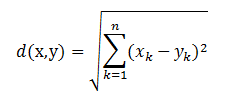 d(x,y) = √∑_{k=1}^{n} (x_k − y_k)²